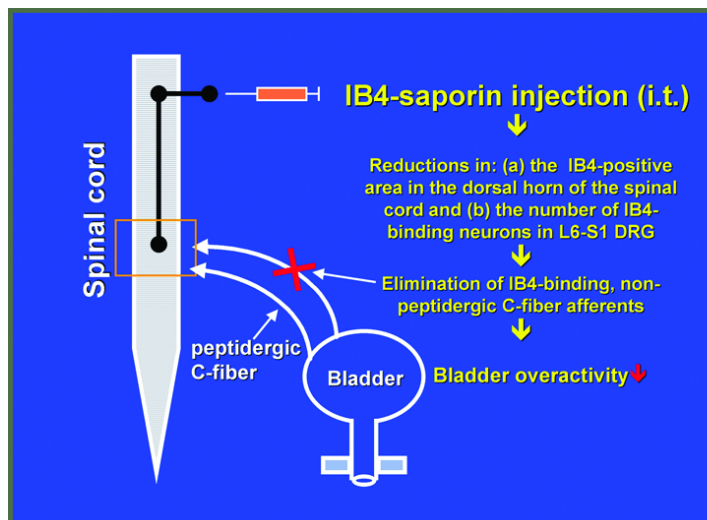 IB4-saporin injection (i.t.)
Reductions in: (a) the IB4-positive
area in the dorsal horn of the spinal
cord and (b) the number of IB4-
binding neurons in L6-S1 DRG
Elimination of IB4-binding, non-
peptidergic C-fiber afferents
Bladder overactivity
Spinal cord
peptidergic
C-fiber
Bladder